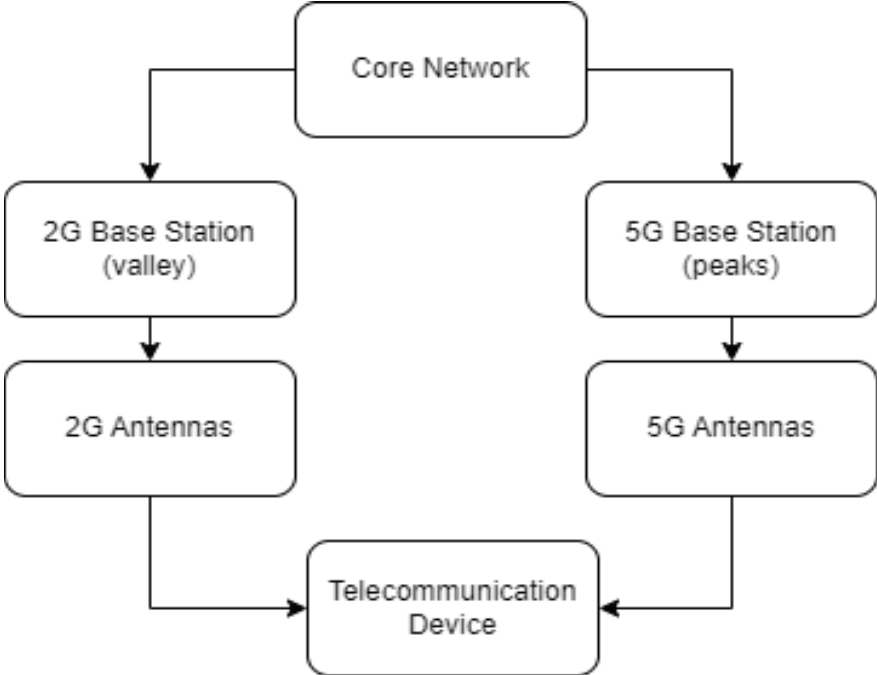 Core Network
2G Base Station
(valley)
5G Base Station
(peaks)
2G Antennas
5G Antennas
Telecommunication
Device